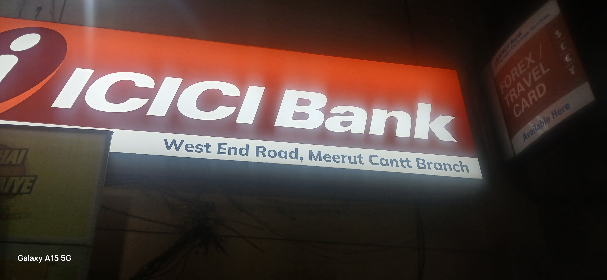 ICICI Bank
West End Road, Meerut Cantt Branch
FOREX /
TRAVEL
CARD
Available Here
Galaxy A15 5G